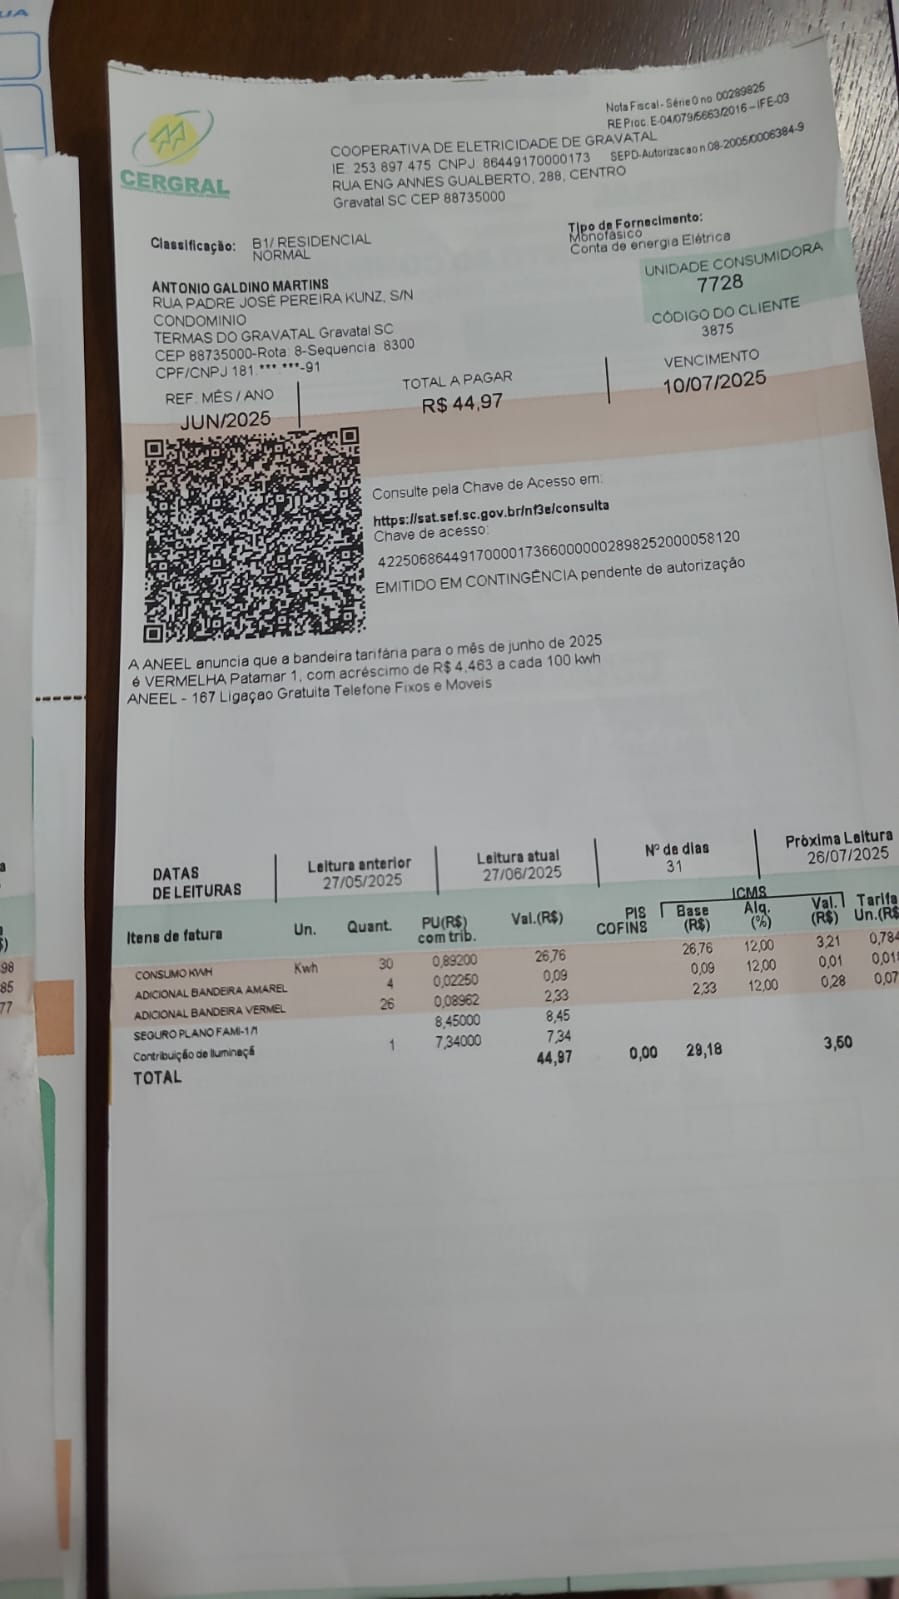 UA
Nota Fiscal - Série 0 no 00289825
RE Proc. E-04/079/5663/2016 – IFE-03
CERGRAL
COOPERATIVA DE ELETRICIDADE DE GRAVATAL
IE. 253 897 475 CNPJ: 86449170000173 SEPD-Autorizacao n.08-2005/0006384-9
RUA ENG ANNES GUALBERTO, 288, CENTRO
Gravatal SC CEP 88735000
Classificação: B1/ RESIDENCIAL
NORMAL
Tipo de Fornecimento:
Monofásico
Conta de energia Elétrica
ANTONIO GALDINO MARTINS
RUA PADRE JOSÉ PEREIRA KUNZ, S/N
CONDOMINIO
TERMAS DO GRAVATAL Gravatal SC
CEP 88735000-Rota: 8-Sequencia: 8300
CPF/CNPJ 181.*** ***-91
UNIDADE CONSUMIDORA
7728
CÓDIGO DO CLIENTE
3875
REF. MÊS / ANO
JUN/2025
TOTAL A PAGAR
R$ 44,97
VENCIMENTO
10/07/2025
Consulte pela Chave de Acesso em:
https://sat.sef.sc.gov.br/nf3e/consulta
Chave de acesso:
42250686449170000173660000002898252000058120
EMITIDO EM CONTINGÊNCIA pendente de autorização
A ANEEL anuncia que a bandeira tarifária para o mês de junho de 2025
é VERMELHA Patamar 1, com acréscimo de R$ 4,463 a cada 100 kwh
ANEEL - 167 Ligaçao Gratuita Telefone Fixos e Moveis
DATAS DE LEITURAS
Leitura anterior 27/05/2025
Leitura atual 27/06/2025
Nº de dias 31
Próxima Leitura 26/07/2025
ICMS
Itens de fatura Un. Quant. PU(R$) com trib. Val.(R$) PIS COFINS Base (R$) Alq. (%) Val. (R$) Tarifa Un.(R$
CONSUMO KWH Kwh 30 0,89200 26,76 26,76 12,00 3,21 0,784
ADICIONAL BANDEIRA AMAREL 4 0,02250 0,09 0,09 12,00 0,01 0,01
ADICIONAL BANDEIRA VERMEL 26 0,08962 2,33 2,33 12,00 0,28 0,07
SEGURO PLANO FAMI-1/1 8,45000 8,45
Contribuição de Iluminaçã 1 7,34000 7,34
TOTAL 44,97 0,00 29,18 3,50
98
85
77